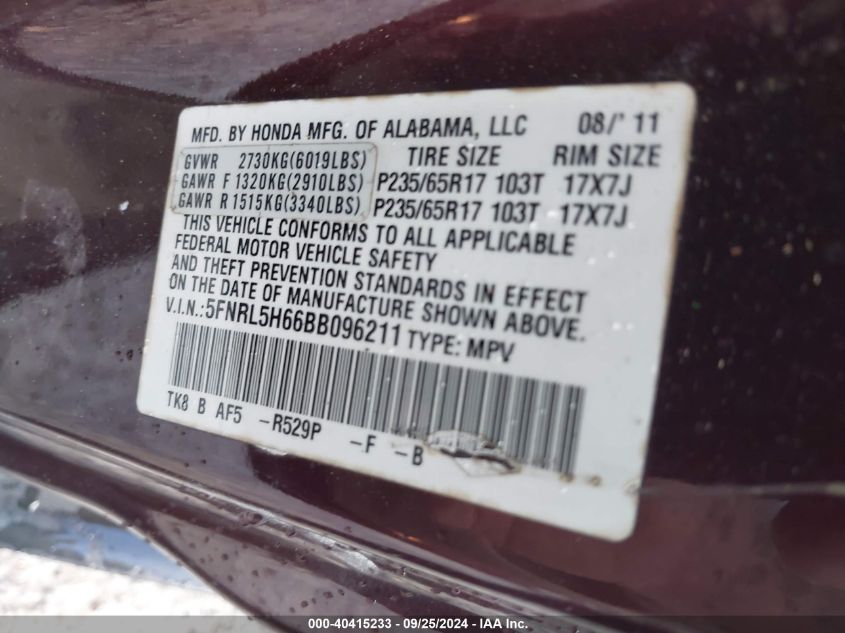 MFD. BY HONDA MFG. OF ALABAMA, LLC 08/' 11
GVWR 2730KG(6019LBS) TIRE SIZE RIM SIZE
GAWR F 1320KG(2910LBS) P235/65R17 103T 17X7J
GAWR R 1515KG(3340LBS) P235/65R17 103T 17X7J
THIS VEHICLE CONFORMS TO ALL APPLICABLE
FEDERAL MOTOR VEHICLE SAFETY
AND THEFT PREVENTION STANDARDS IN EFFECT
ON THE DATE OF MANUFACTURE SHOWN ABOVE.
V.I.N.:5FNRL5H66BB096211 TYPE: MPV
TK8 B AF5 -R529P -F -B
000-40415233 - 09/25/2024 - IAA Inc.